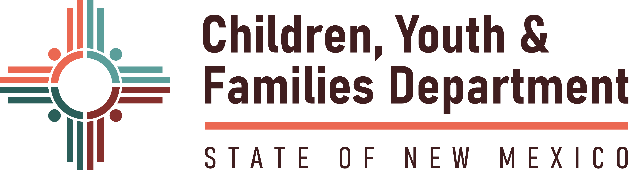 Children, Youth &
Families Department
STATE OF NEW MEXICO